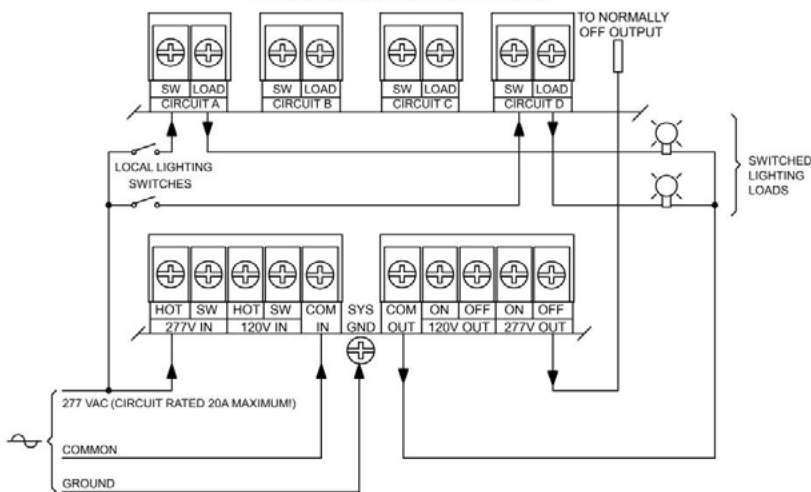 TO NORMALLY
OFF OUTPUT
SW LOAD SW LOAD SW LOAD SW LOAD
CIRCUIT A CIRCUIT B CIRCUIT C CIRCUIT D
LOCAL LIGHTING
SWITCHES
SWITCHED
LIGHTING
LOADS
HOT SW HOT SW COM SYS COM ON OFF ON OFF
277V IN 120V IN IN GND OUT 120V OUT 277V OUT
277 VAC (CIRCUIT RATED 20A MAXIMUM!)
COMMON
GROUND